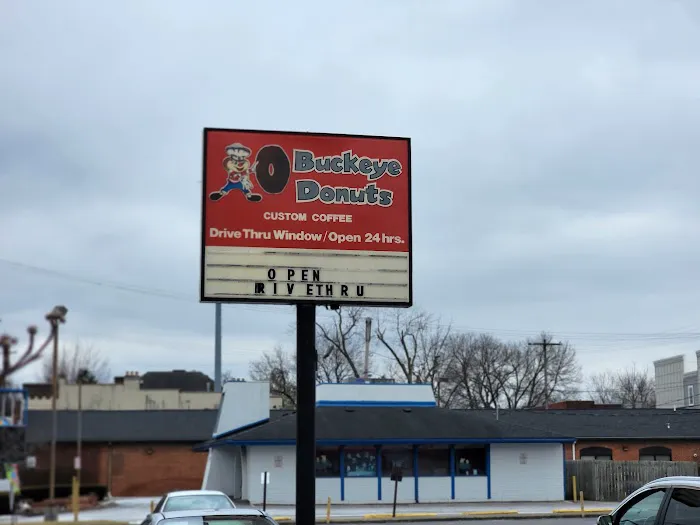 Buckeye
Donuts
CUSTOM COFFEE
Drive Thru Window/Open 24 hrs.
OPEN
RIVETHRU